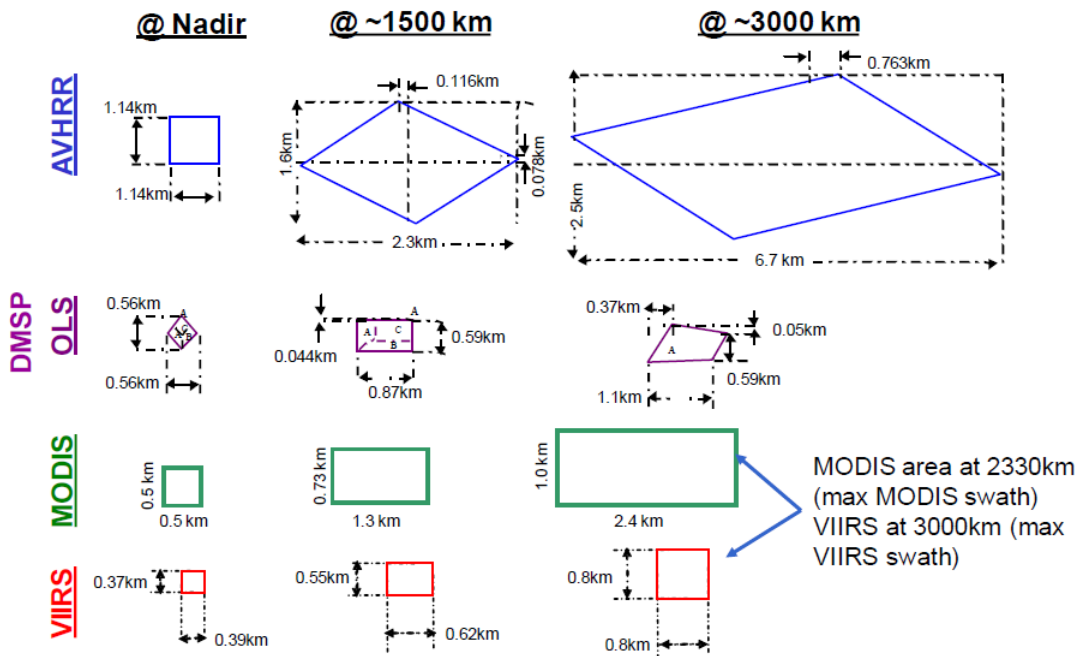 @ Nadir
@ ~1500 km
@ ~3000 km
AVHRR
1.14km
1.14km
0.116km
1.6km
0.078km
2.3km
0.763km
2.5km
6.7 km
DMSP
OLS
0.56km
A
C
A
B
0.56km
A
A
C
B
0.044km
0.59km
0.87km
0.37km
0.05km
A
0.59km
1.1km
MODIS
0.5 km
0.5 km
0.73 km
1.3 km
1.0 km
2.4 km
MODIS area at 2330km
(max MODIS swath)
VIIRS at 3000km (max
VIIRS swath)
VIIRS
0.37km
0.39km
0.55km
0.62km
0.8km
0.8km